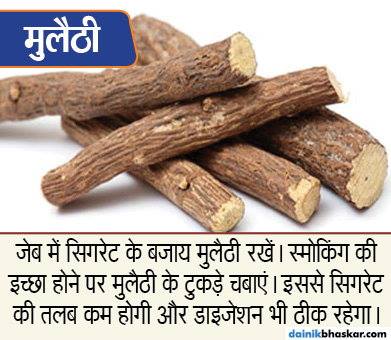 मुलैठी
जेब में सिगरेट के बजाय मुलैठी रखें। स्मोकिंग की
इच्छा होने पर मुलैठी के टुकड़े चबाएं। इससे सिगरेट
की तलब कम होगी और डाइजेशन भी ठीक रहेगा।
dainikbhaskar.com